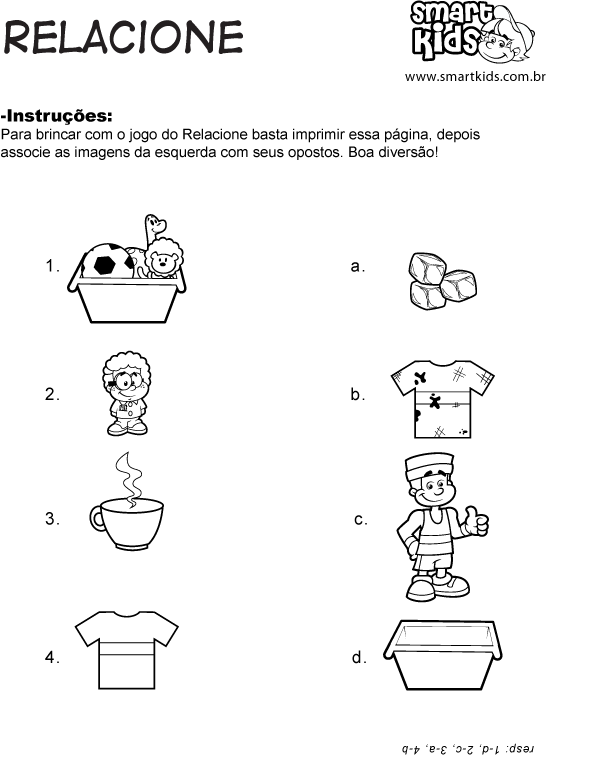 RELACIONE
smart
kids
www.smartkids.com.br
-Instruções:
Para brincar com o jogo do Relacione basta imprimir essa página, depois
associe as imagens da esquerda com seus opostos. Boa diversão!
1.
a.
2.
b.
3.
c.
4.
d.
resp: 1-d, 2-c, 3-a, 4-b